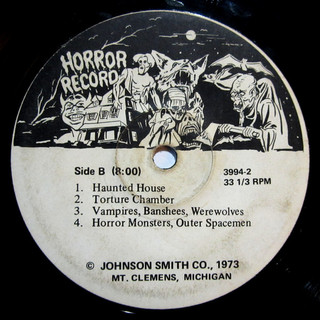 HORROR
RECORD
Side B (8:00)
3994-2
33 1/3 RPM
1. Haunted House
2. Torture Chamber
3. Vampires, Banshees, Werewolves
4. Horror Monsters, Outer Spacemen
© JOHNSON SMITH CO., 1973
MT. CLEMENS, MICHIGAN